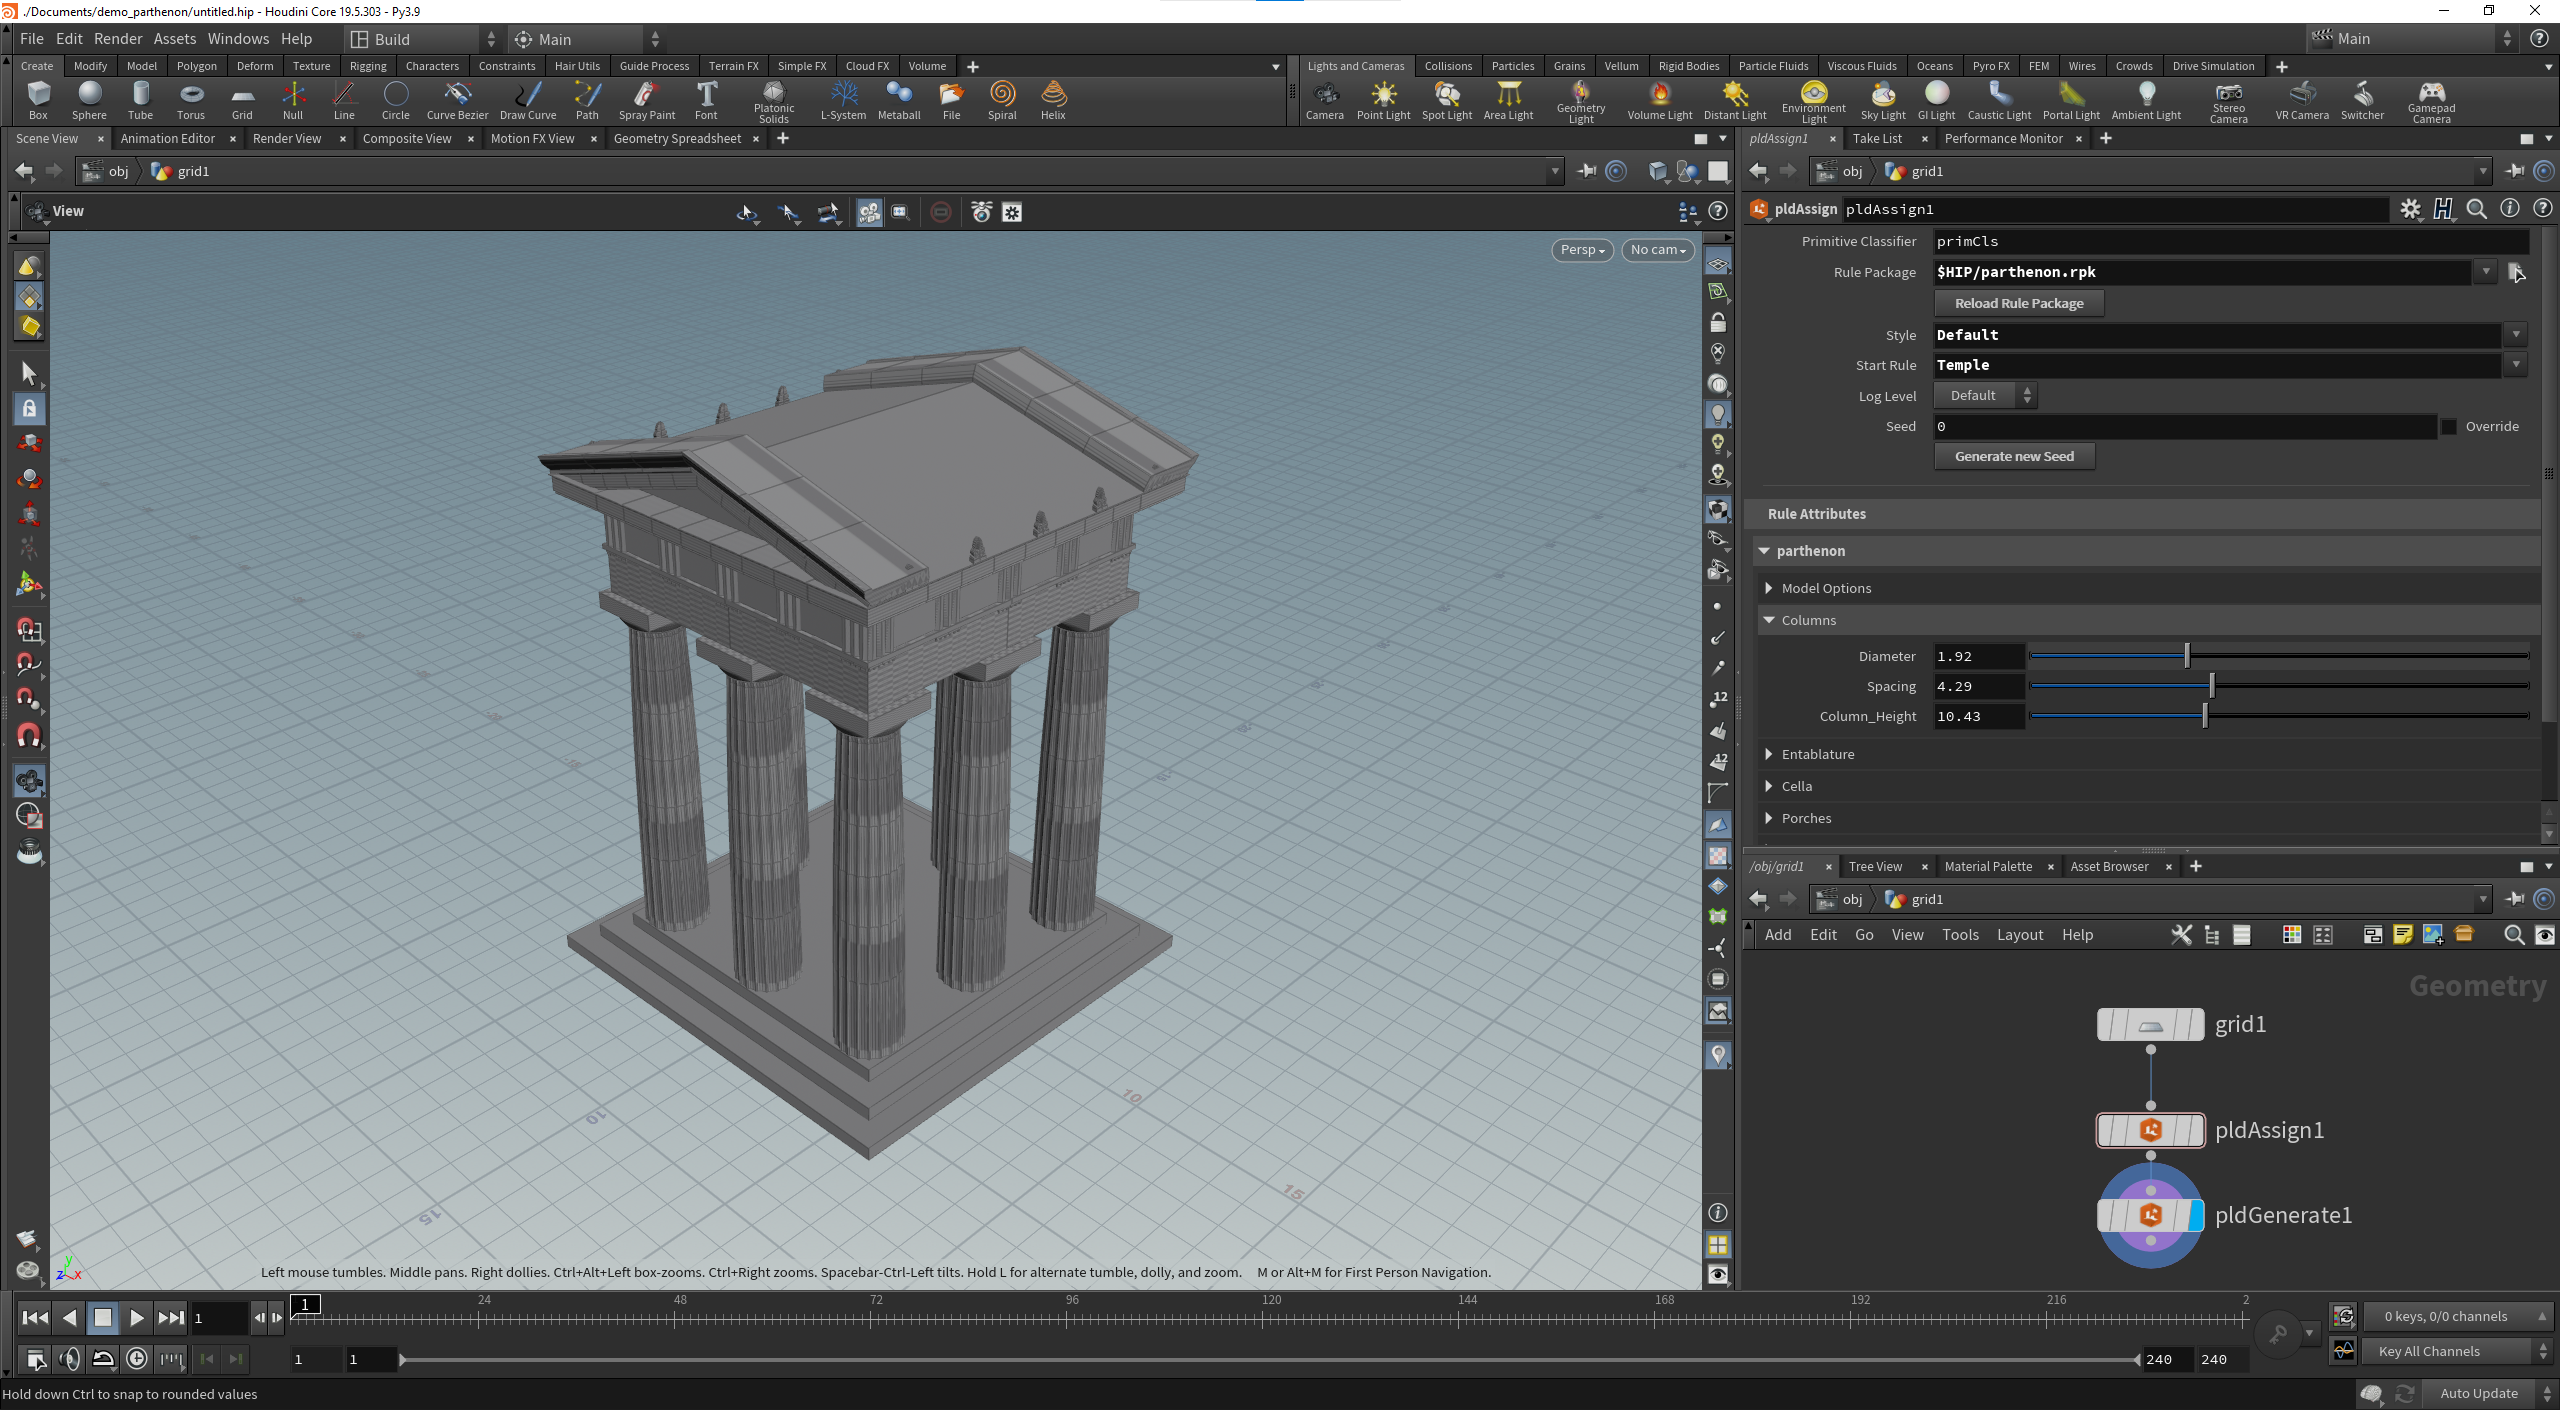 ./Documents/demo_parthenon/untitled.hip - Houdini Core 19.5.303 - Py3.9
File Edit Render Assets Windows Help Build Main Main
Create Modify Model Polygon Deform Texture Rigging Characters Constraints Hair Utils Guide Process Terrain FX Simple FX Cloud FX Volume
Lights and Cameras Collisions Particles Grains Vellum Rigid Bodies Particle Fluids Viscous Fluids Oceans Pyro FX FEM Wires Crowds Drive Simulation
Box Sphere Tube Torus Grid Null Line Circle Curve Bezier Draw Curve Path Spray Paint Font Platonic Solids L-System Metaball File Spiral Helix
Camera Point Light Spot Light Area Light Geometry Light Volume Light Distant Light Environment Light Sky Light GI Light Caustic Light Portal Light Ambient Light Stereo Camera VR Camera Switcher Gamepad Camera
Scene View Animation Editor Render View Composite View Motion FX View Geometry Spreadsheet
obj grid1
View
Persp No cam
10
10
15
15
12
12
y
z x
Left mouse tumbles. Middle pans. Right dollies. Ctrl+Alt+Left box-zooms. Ctrl+Right zooms. Spacebar-Ctrl-Left tilts. Hold L for alternate tumble, dolly, and zoom. M or Alt+M for First Person Navigation.
pldAssign1 Take List Performance Monitor
obj grid1
pldAssign pldAssign1
Primitive Classifier primCls
Rule Package $HIP/parthenon.rpk
Reload Rule Package
Style Default
Start Rule Temple
Log Level Default
Seed 0 Override
Generate new Seed
Rule Attributes
parthenon
Model Options
Columns
Diameter 1.92
Spacing 4.29
Column_Height 10.43
Entablature
Cella
Porches
/obj/grid1 Tree View Material Palette Asset Browser
obj grid1
Add Edit Go View Tools Layout Help
Geometry
grid1
pldAssign1
pldGenerate1
1 1 24 48 72 96 120 144 168 192 216 2
0 keys, 0/0 channels
1 1 240 240
Key All Channels
Hold down Ctrl to snap to rounded values
Auto Update